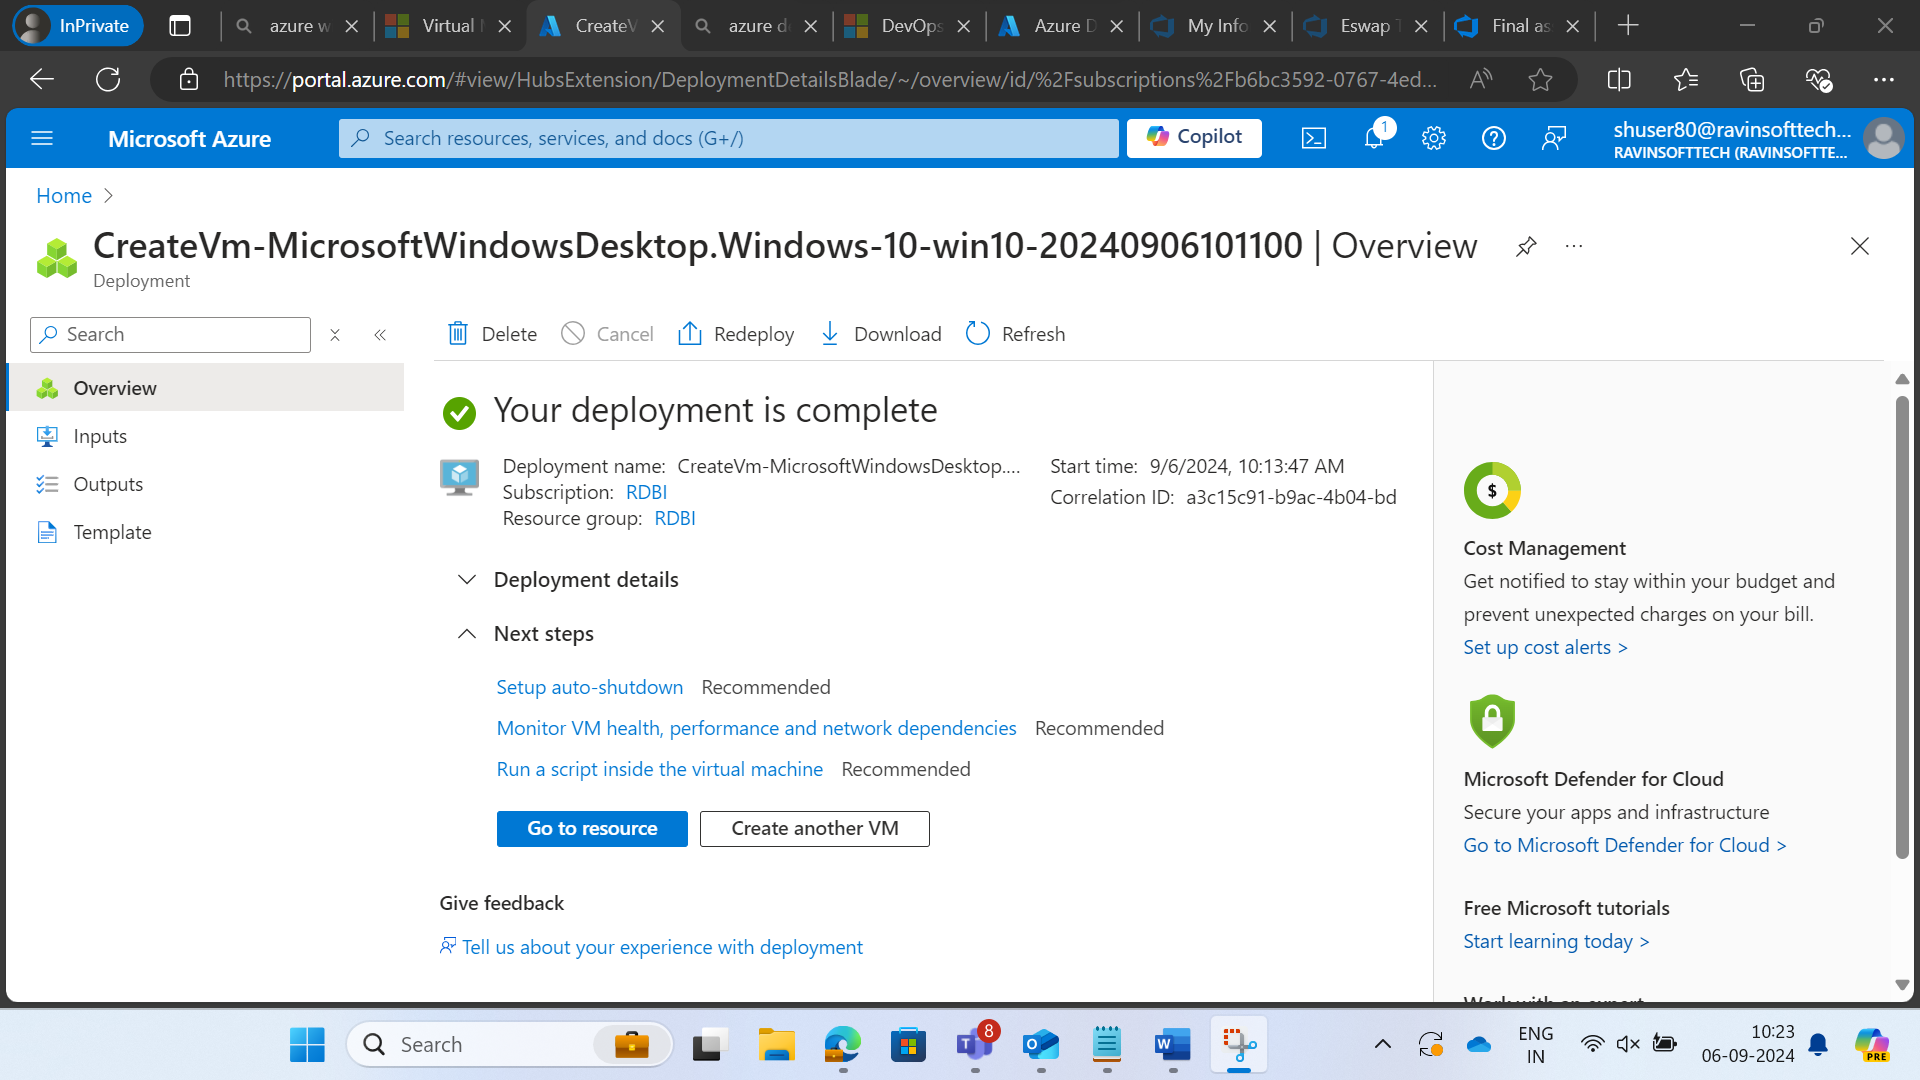 InPrivate
azure w
Virtual
CreateV
azure d
DevOps
Azure D
My Info
Eswap
Final as
https://portal.azure.com/#view/HubsExtension/DeploymentDetailsBlade/~/overview/id/%2Fsubscriptions%2Fb6bc3592-0767-4ed...
Microsoft Azure
Search resources, services, and docs (G+/)
Copilot
1
shuser80@ravinsofttech...
RAVINSOFTTECH (RAVINSOFTTE...
Home >
CreateVm-MicrosoftWindowsDesktop.Windows-10-win10-20240906101100 | Overview
Deployment
Search
Delete
Cancel
Redeploy
Download
Refresh
Overview
Inputs
Outputs
Template
Your deployment is complete
Deployment name: CreateVm-MicrosoftWindowsDesktop....
Subscription: RDBI
Resource group: RDBI
Start time: 9/6/2024, 10:13:47 AM
Correlation ID: a3c15c91-b9ac-4b04-bd
Deployment details
Next steps
Setup auto-shutdown Recommended
Monitor VM health, performance and network dependencies Recommended
Run a script inside the virtual machine Recommended
Go to resource
Create another VM
Give feedback
Tell us about your experience with deployment
$
Cost Management
Get notified to stay within your budget and
prevent unexpected charges on your bill.
Set up cost alerts >
Microsoft Defender for Cloud
Secure your apps and infrastructure
Go to Microsoft Defender for Cloud >
Free Microsoft tutorials
Start learning today >
Work with an expert
Search
8
ENG
IN
10:23
06-09-2024
PRE